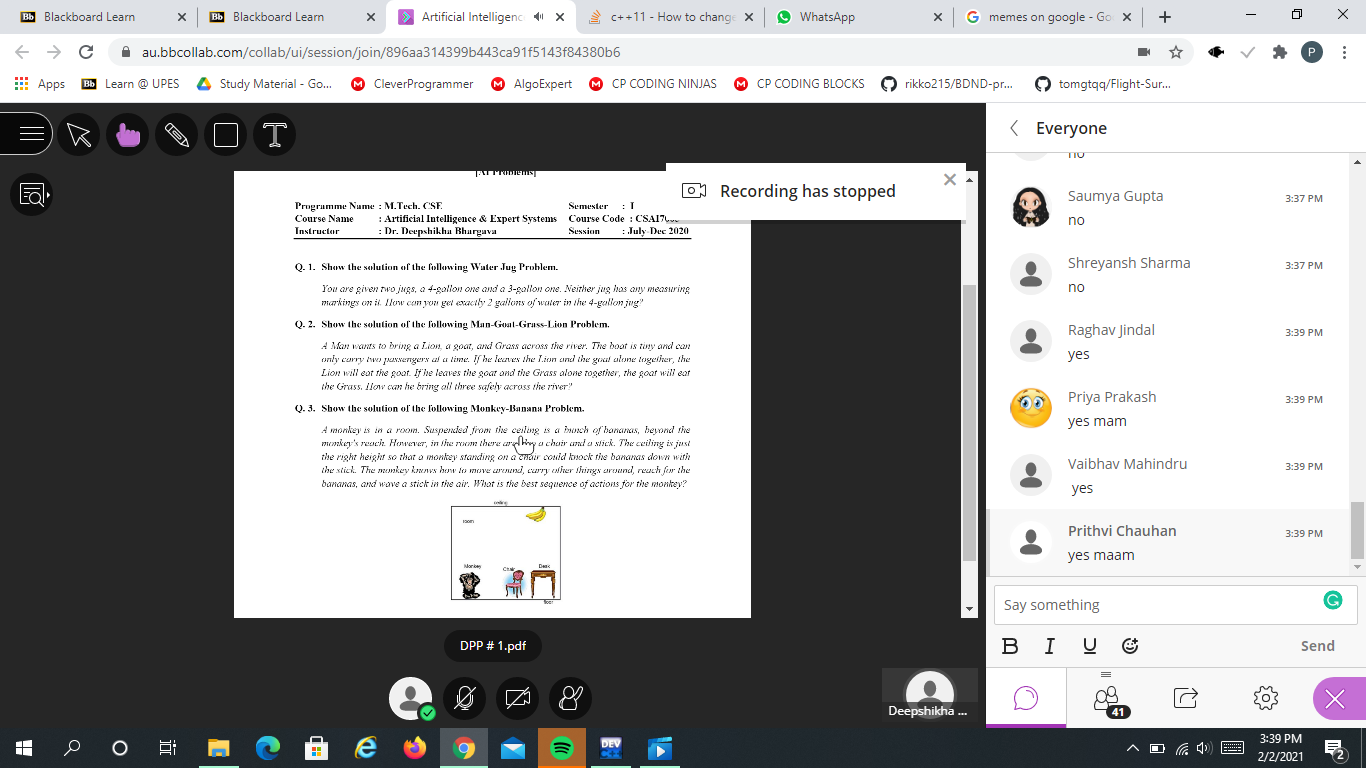 Blackboard Learn
Blackboard Learn
Artificial Intelligenc
c++11 - How to change
WhatsApp
memes on google - Go
au.bbcollab.com/collab/ui/session/join/896aa314399b443ca91f5143f84380b6
P
Apps
Bb Learn @ UPES
Study Material - Go...
CleverProgrammer
AlgoExpert
CP CODING NINJAS
CP CODING BLOCKS
rikko215/BDND-pr...
tomgtqq/Flight-Sur...
[AI Problems]
Recording has stopped
Programme Name : M.Tech. CSE Semester : I
Course Name : Artificial Intelligence & Expert Systems Course Code
Instructor : Dr. Deepshikha Bhargava Session : July-Dec 2020
Q. 1. Show the solution of the following Water Jug Problem.
You are given two jugs, a 4-gallon one and a 3-gallon one. Neither jug has any measuring
markings on it. How can you get exactly 2 gallons of water in the 4-gallon jug?
Q. 2. Show the solution of the following Man-Goat-Grass-Lion Problem.
A Man wants to bring a Lion, a goat, and Grass across the river. The boat is tiny and can
only carry two passengers at a time. If he leaves the Lion and the goat alone together, the
Lion will eat the goat. If he leaves the goat and the Grass alone together, the goat will eat
the Grass. How can he bring all three safely across the river?
Q. 3. Show the solution of the following Monkey-Banana Problem.
A monkey is in a room. Suspended from the ceiling is a bunch of bananas, beyond the
monkey's reach. However, in the room there are a chair and a stick. The ceiling is just
the right height so that a monkey standing on a chair could knock the bananas down with
the stick. The monkey knows how to move around, carry other things around, reach for the
bananas, and wave a stick in the air. What is the best sequence of actions for the monkey?
ceiling
room
Monkey
Chair
Desk
floor
DPP # 1.pdf
Deepshikha ...
Everyone
no
Saumya Gupta 3:37 PM
no
Shreyansh Sharma 3:37 PM
no
Raghav Jindal 3:39 PM
yes
Priya Prakash 3:39 PM
yes mam
Vaibhav Mahindru 3:39 PM
yes
Prithvi Chauhan 3:39 PM
yes maam
Say something
B I U Send
41
DEV
3:39 PM
2/2/2021
2